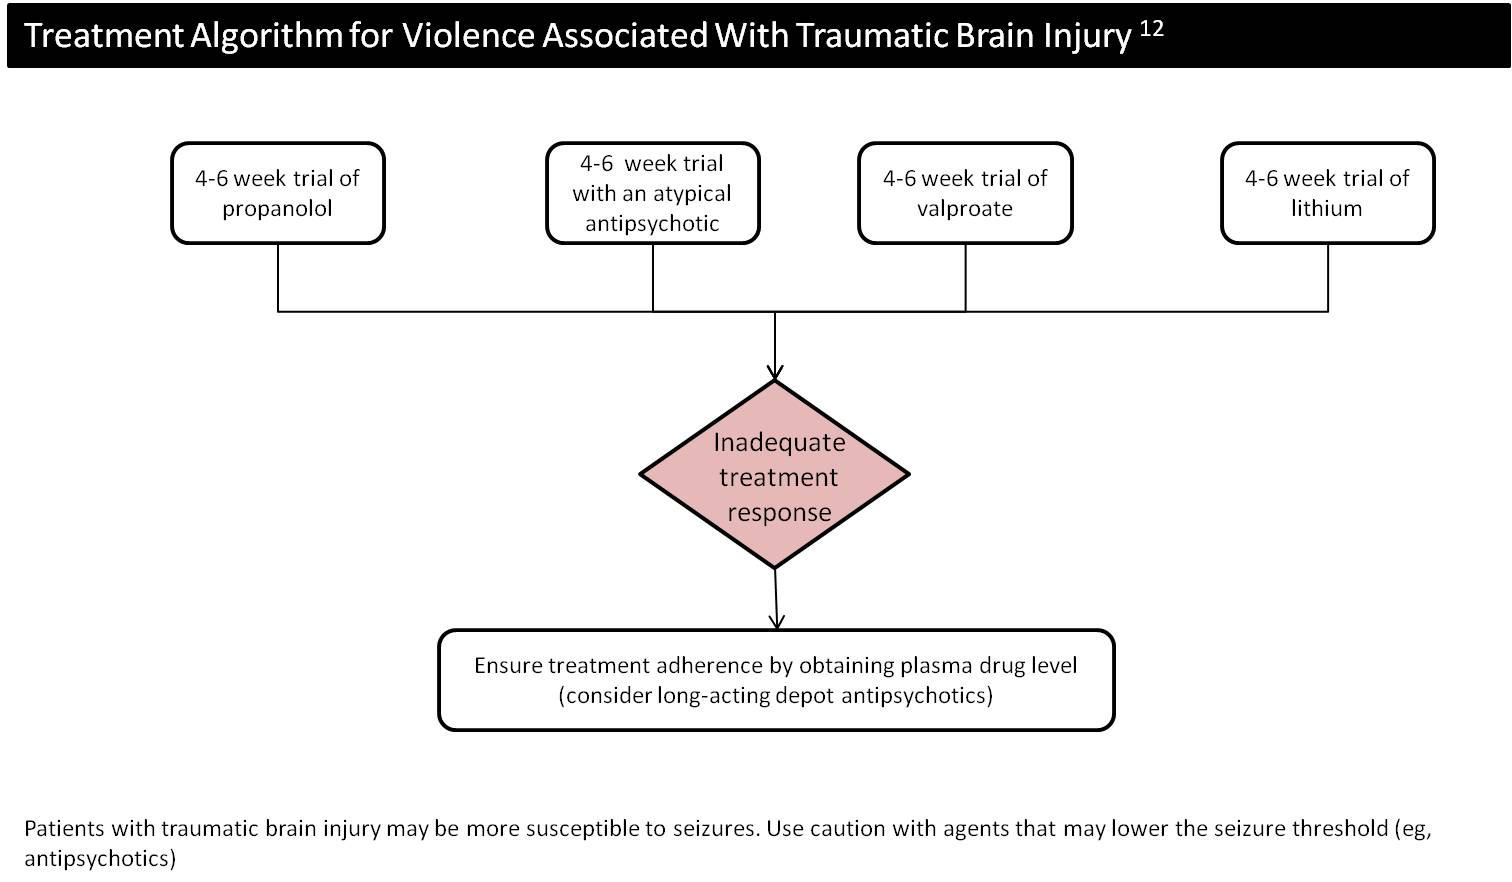 Treatment Algorithm for Violence Associated With Traumatic Brain Injury 12
4-6 week trial of
propanolol
4-6 week trial
with an atypical
antipsychotic
4-6 week trial of
valproate
4-6 week trial of
lithium
Inadequate
treatment
response
Ensure treatment adherence by obtaining plasma drug level
(consider long-acting depot antipsychotics)
Patients with traumatic brain injury may be more susceptible to seizures. Use caution with agents that may lower the seizure threshold (eg,
antipsychotics)